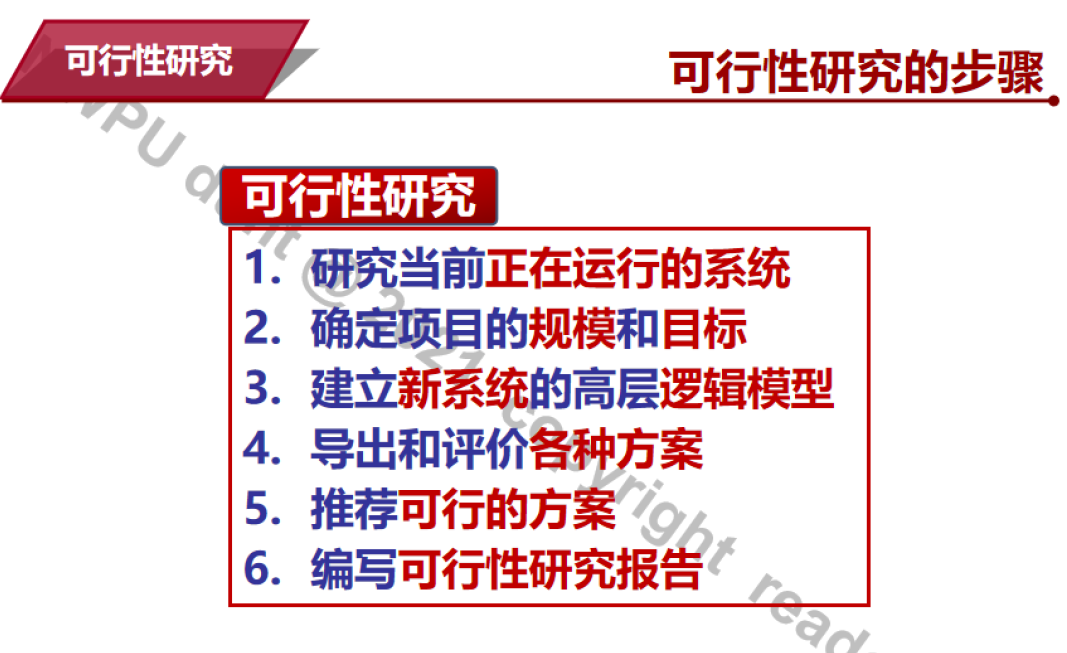 可行性研究
可行性研究的步骤
可行性研究
1. 研究当前正在运行的系统
2. 确定项目的规模和目标
3. 建立新系统的高层逻辑模型
4. 导出和评价各种方案
5. 推荐可行的方案
6. 编写可行性研究报告
@ 2021 copyright